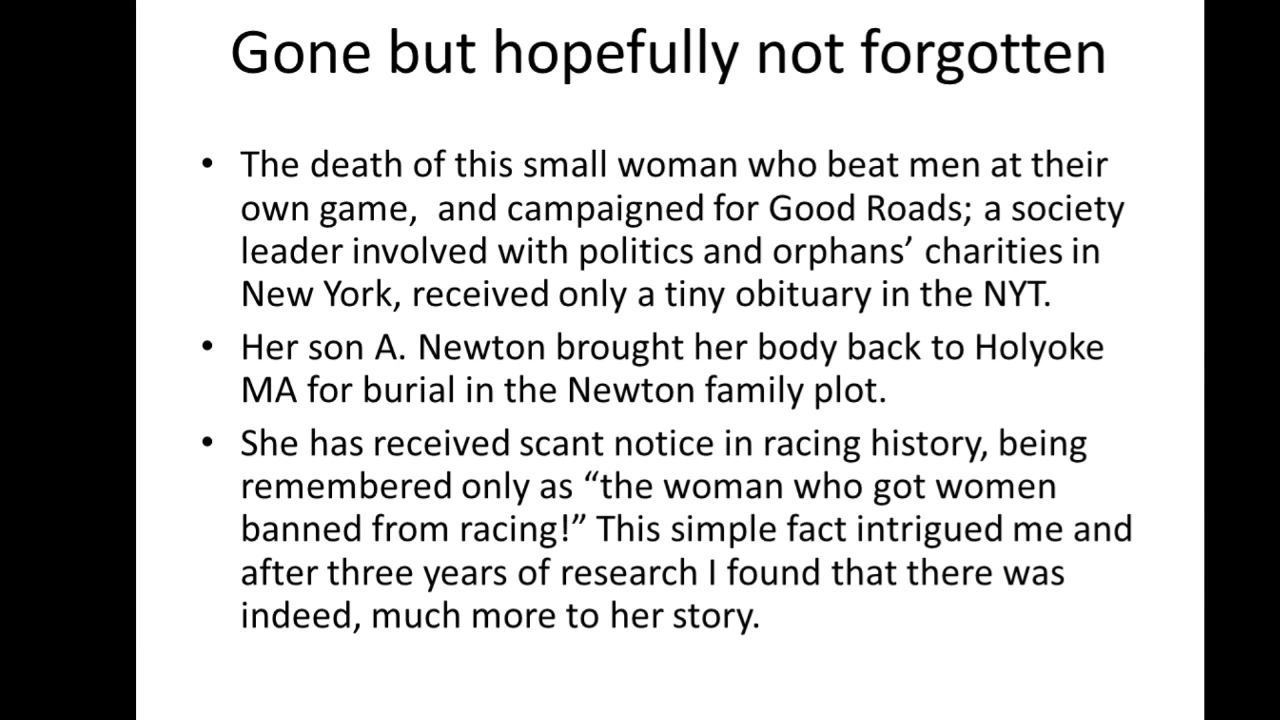 Gone but hopefully not forgotten
• The death of this small woman who beat men at their
own game,  and campaigned for Good Roads; a society
leader involved with politics and orphans’ charities in
New York, received only a tiny obituary in the NYT.
• Her son A. Newton brought her body back to Holyoke
MA for burial in the Newton family plot.
• She has received scant notice in racing history, being
remembered only as “the woman who got women
banned from racing!” This simple fact intrigued me and
after three years of research I found that there was
indeed, much more to her story.